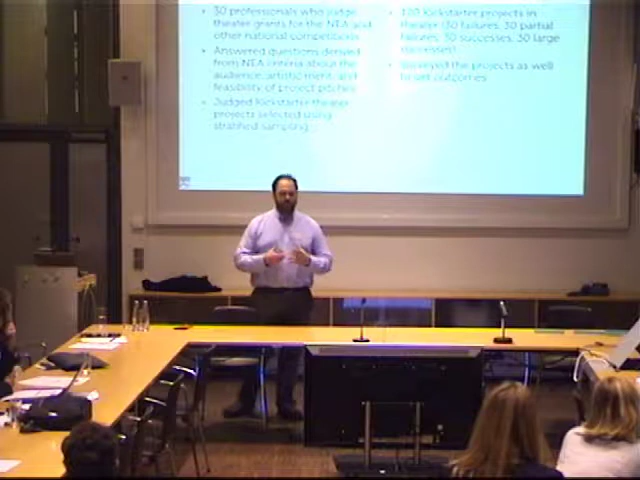 30 professionals who judge
theater grants for the NEA and
other national competitions
Answered questions derived
from NEA criteria about the
audience, artistic merit, and
feasibility of project pitches
Judged Kickstarter theater
projects selected using
stratified sampling
120 Kickstarter projects in
theater (30 failures, 30 partial
failures, 30 successes, 30 large
successes)
Surveyed the projects as well
outcomes